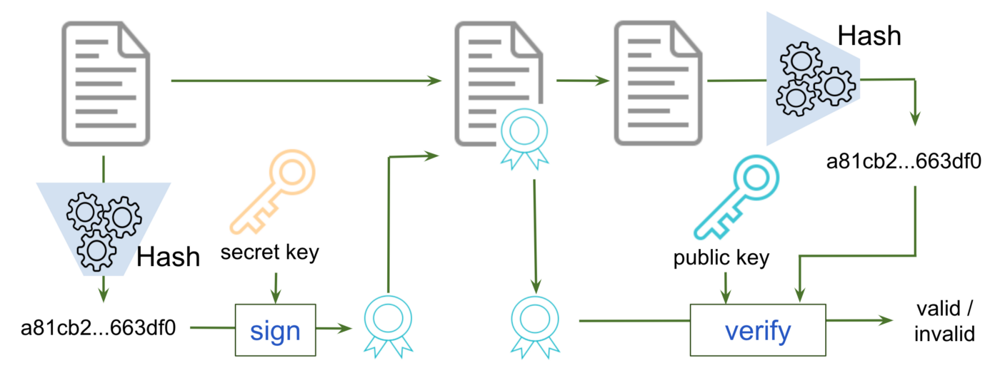 Hash
a81cb2...663df0
secret key
public key
Hash
a81cb2...663df0
sign
verify
valid /
invalid